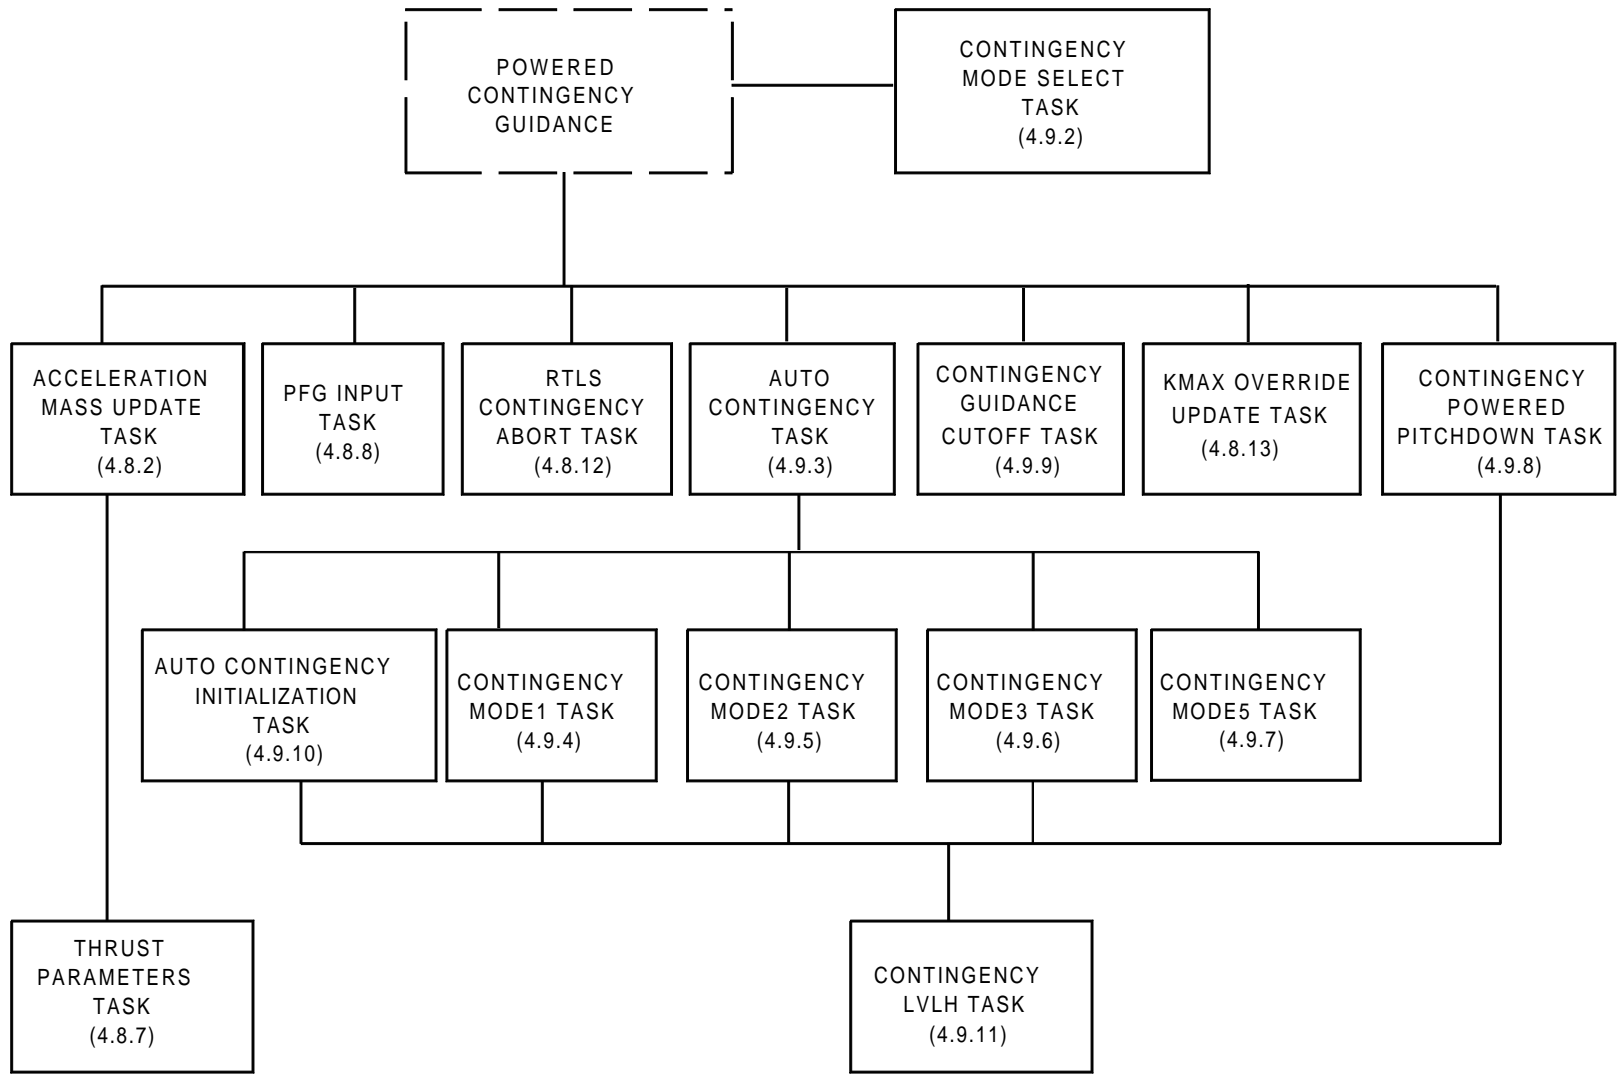 POWERED
CONTINGENCY
GUIDANCE
CONTINGENCY
MODE SELECT
TASK
(4.9.2)
ACCELERATION
MASS UPDATE
TASK
(4.8.2)
PFG INPUT
TASK
(4.8.8)
RTLS
CONTINGENCY
ABORT TASK
(4.8.12)
AUTO
CONTINGENCY
TASK
(4.9.3)
CONTINGENCY
GUIDANCE
CUTOFF TASK
(4.9.9)
KMAX OVERRIDE
UPDATE TASK
(4.8.13)
CONTINGENCY
POWERED
PITCHDOWN TASK
(4.9.8)
AUTO CONTINGENCY
INITIALIZATION
TASK
(4.9.10)
CONTINGENCY
MODE1 TASK
(4.9.4)
CONTINGENCY
MODE2 TASK
(4.9.5)
CONTINGENCY
MODE3 TASK
(4.9.6)
CONTINGENCY
MODE5 TASK
(4.9.7)
THRUST
PARAMETERS
TASK
(4.8.7)
CONTINGENCY
LVLH TASK
(4.9.11)